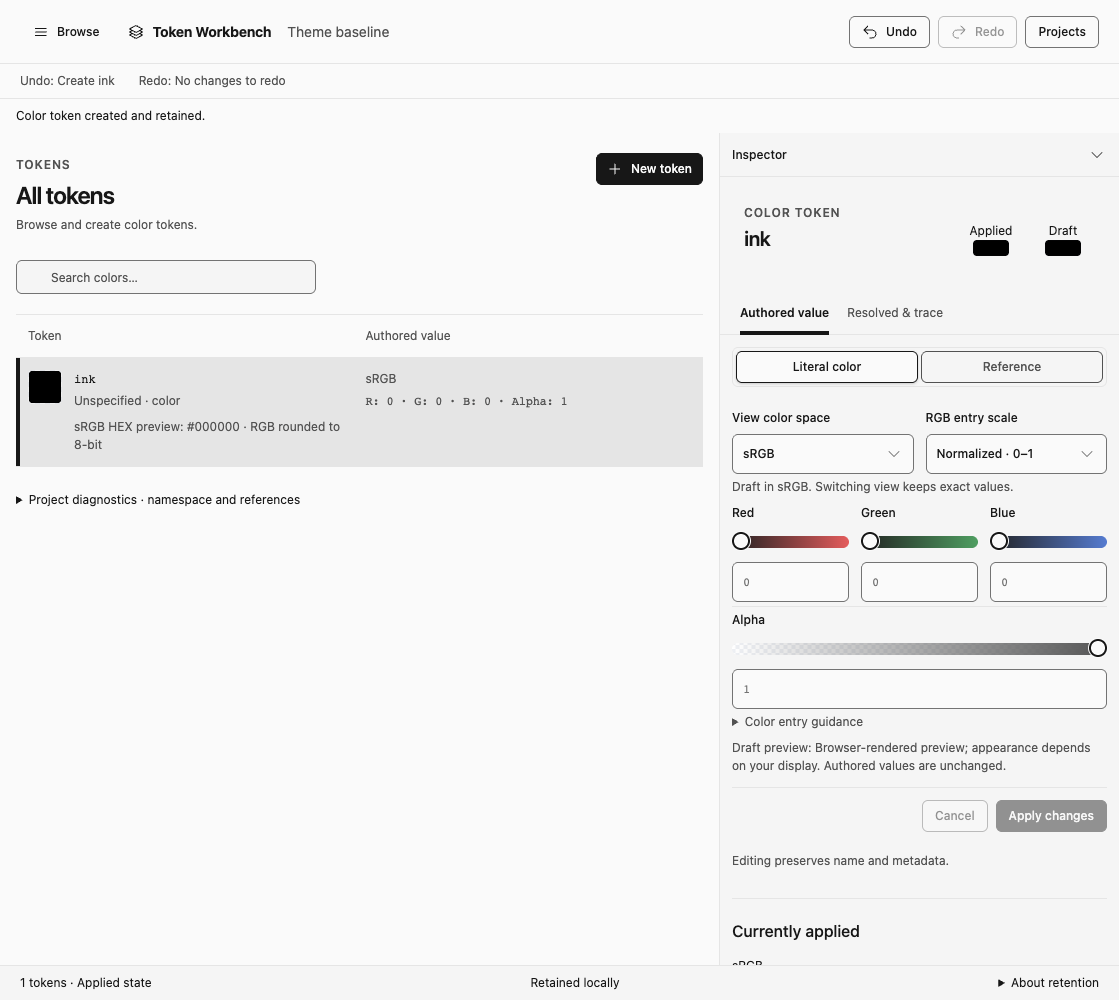 Browse
Token Workbench
Theme baseline
Undo
Redo
Projects
Undo: Create ink
Redo: No changes to redo
Color token created and retained.
TOKENS
All tokens
Browse and create color tokens.
New token
Search colors…
Token
Authored value
ink
Unspecified · color
sRGB HEX preview: #000000 · RGB rounded to
8-bit
sRGB
R: 0 · G: 0 · B: 0 · Alpha: 1
Project diagnostics · namespace and references
Inspector
COLOR TOKEN
ink
Applied
Draft
Authored value
Resolved & trace
Literal color
Reference
View color space
RGB entry scale
sRGB
Normalized · 0–1
Draft in sRGB. Switching view keeps exact values.
Red
Green
Blue
0
0
0
Alpha
1
Color entry guidance
Draft preview: Browser-rendered preview; appearance depends
on your display. Authored values are unchanged.
Cancel
Apply changes
Editing preserves name and metadata.
Currently applied
sRGB
1 tokens · Applied state
Retained locally
About retention